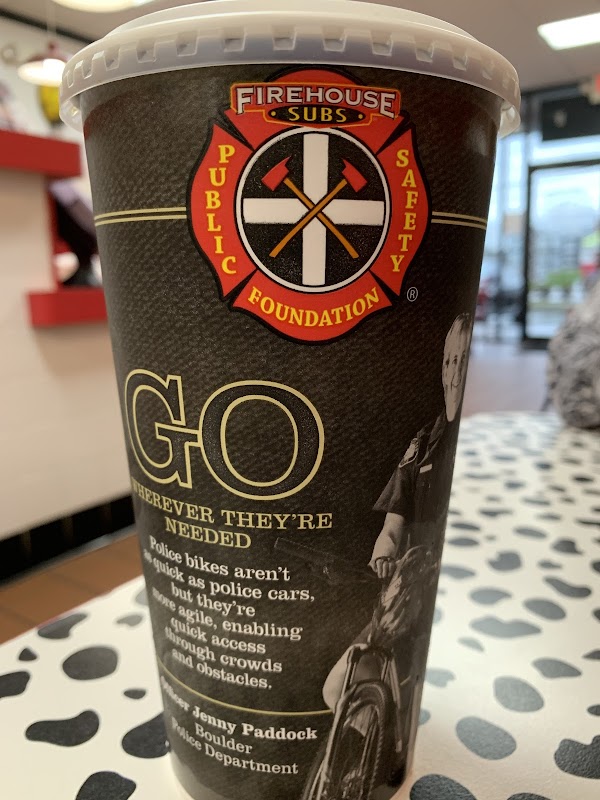 FIREHOUSE
SUBS
PUBLIC
SAFETY
FOUNDATION
®
GO
WHEREVER THEY'RE
NEEDED
Police bikes aren't
as quick as police cars,
but they're
more agile, enabling
quick access
through crowds
and obstacles.
Officer Jenny Paddock
Boulder
Police Department